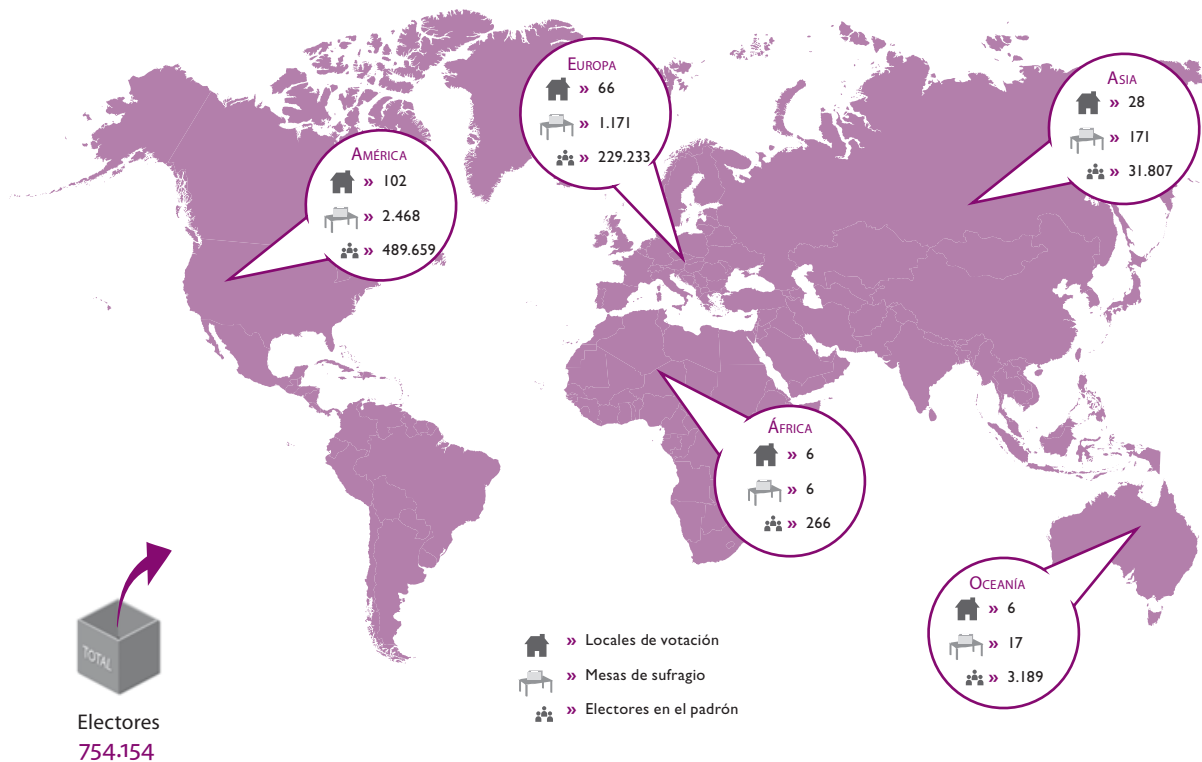 Europa
» 66
» 1.171
» 229.233
Asia
» 28
» 171
» 31.807
América
» 102
» 2.468
» 489.659
África
» 6
» 6
» 266
Oceanía
» 6
» 17
» 3.189
» Locales de votación
» Mesas de sufragio
» Electores en el padrón
TOTAL
Electores
754.154